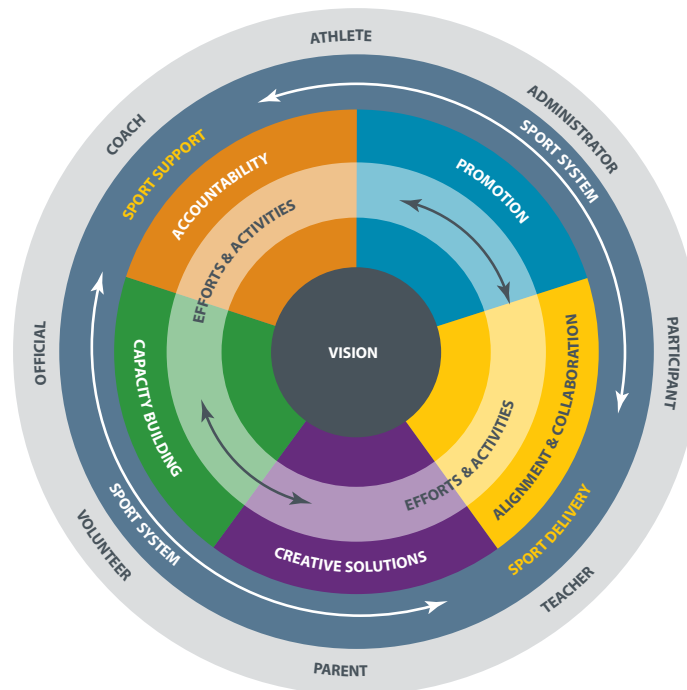 ATHLETE
ADMINISTRATOR
PARTICIPANT
TEACHER
PARENT
VOLUNTEER
OFFICIAL
COACH
SPORT SUPPORT
SPORT SYSTEM
SPORT DELIVERY
SPORT SYSTEM
ACCOUNTABILITY
PROMOTION
ALIGNMENT & COLLABORATION
CREATIVE SOLUTIONS
CAPACITY BUILDING
EFFORTS & ACTIVITIES
EFFORTS & ACTIVITIES
VISION